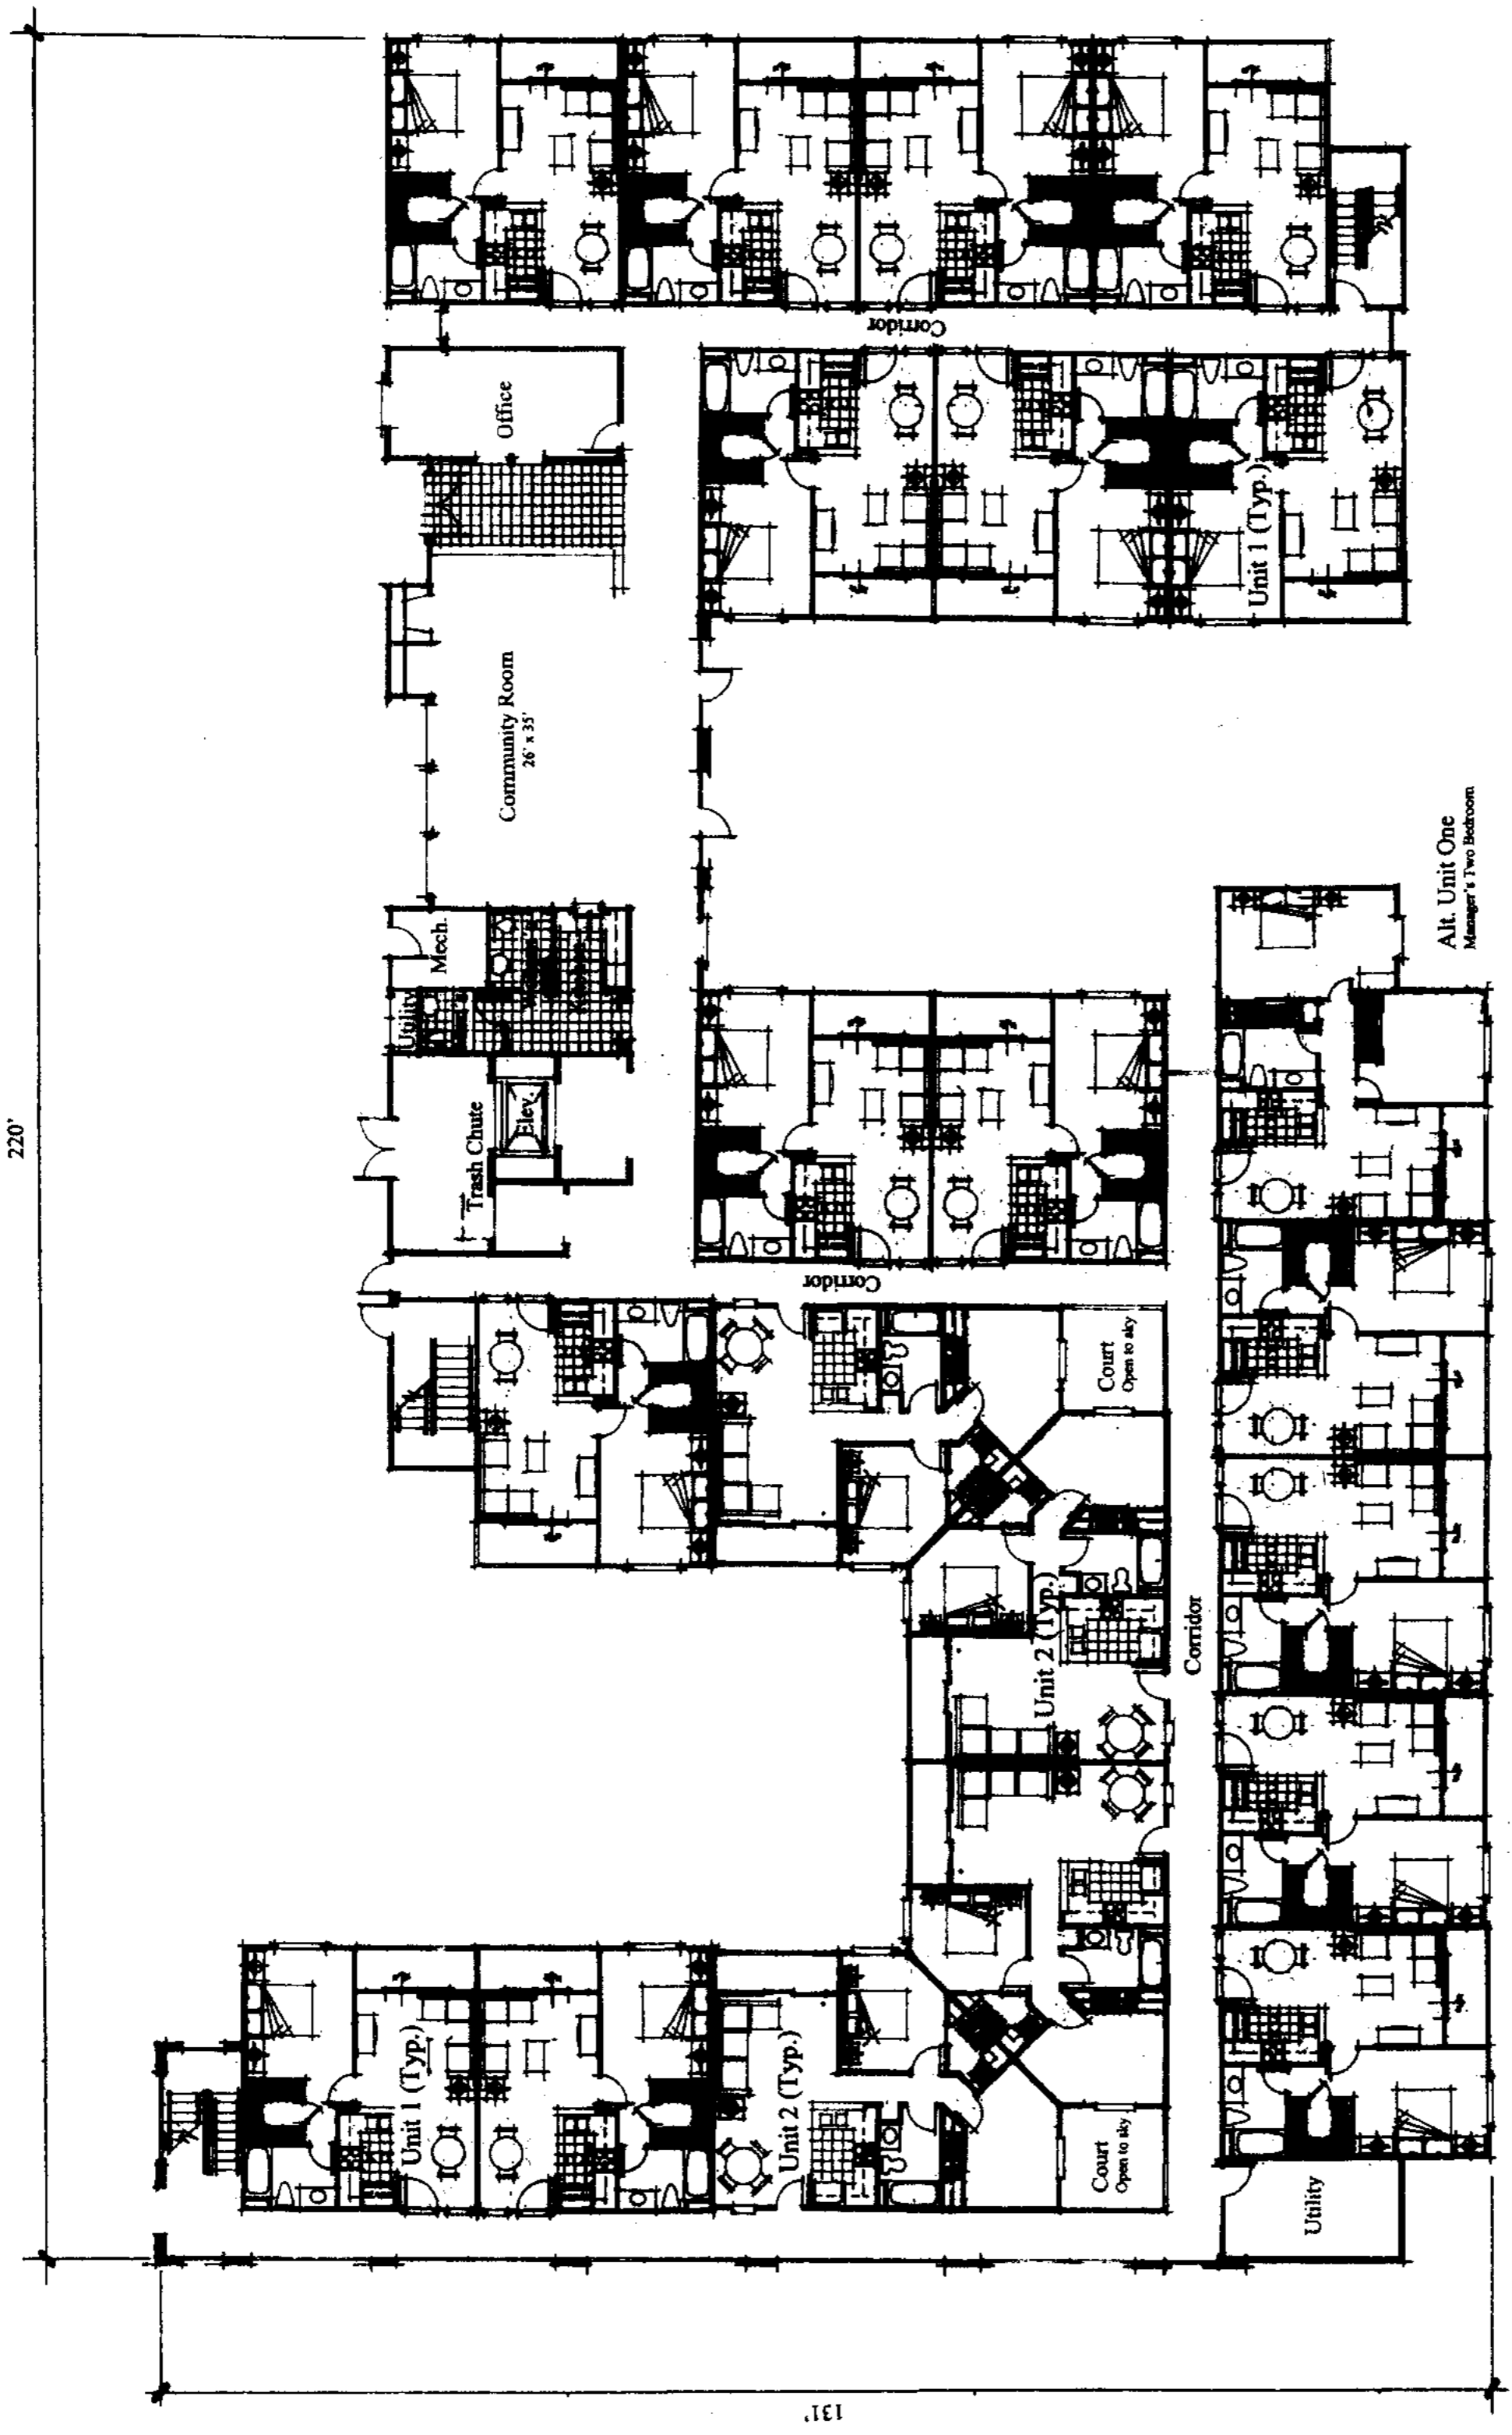 220'
Corridor
Office
Unit 1 (Typ.)
Community Room
26' x 35'
Alt. Unit One
Manager's Two Bedroom
Mech.
Utility
Elev.
Trash Chute
Corridor
Court
Open to sky
Unit 2 (Typ.)
Corridor
Unit 1 (Typ.)
Unit 2 (Typ.)
Court
Open to sky
Utility
131'